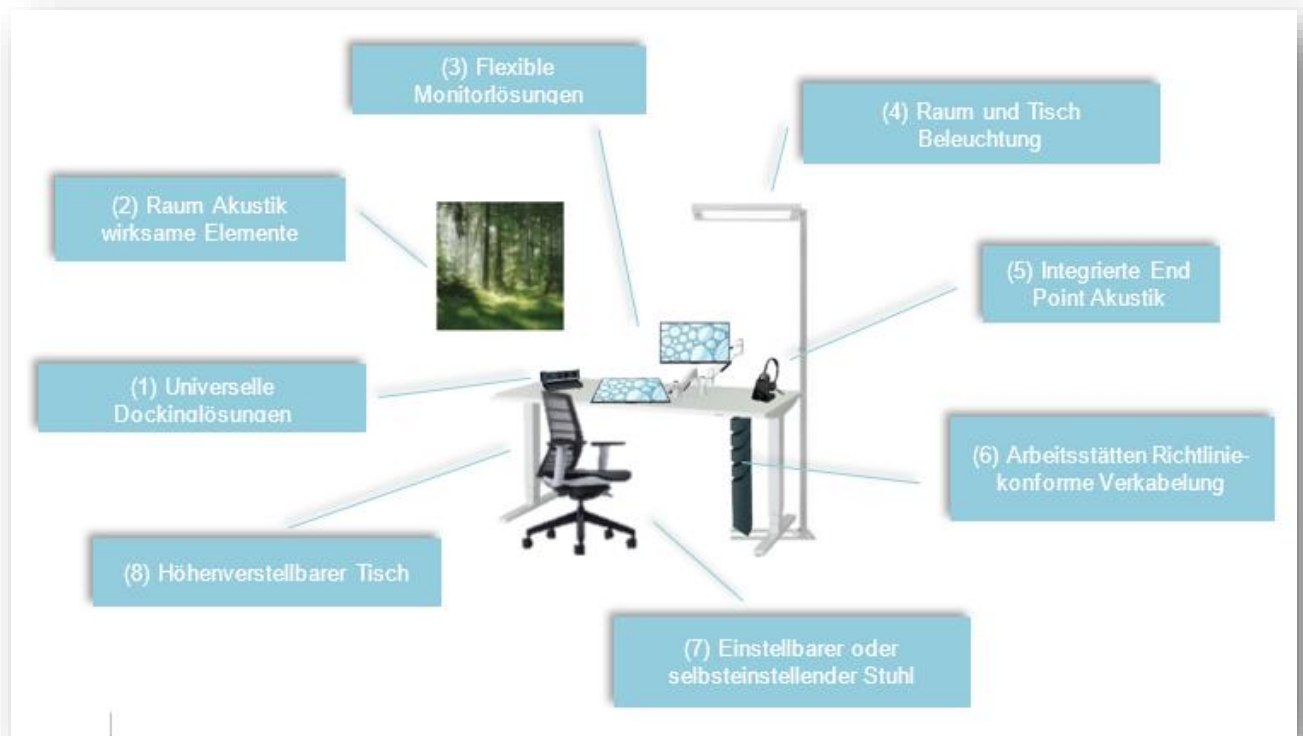 (3) Flexible
Monitorlösungen
(4) Raum und Tisch
Beleuchtung
(2) Raum Akustik
wirksame Elemente
(5) Integrierte End
Point Akustik
(1) Universelle
Dockinglösungen
(6) Arbeitsstätten Richtlinie-
konforme Verkabelung
(8) Höhenverstellbarer Tisch
(7) Einstellbarer oder
selbsteinstellender Stuhl